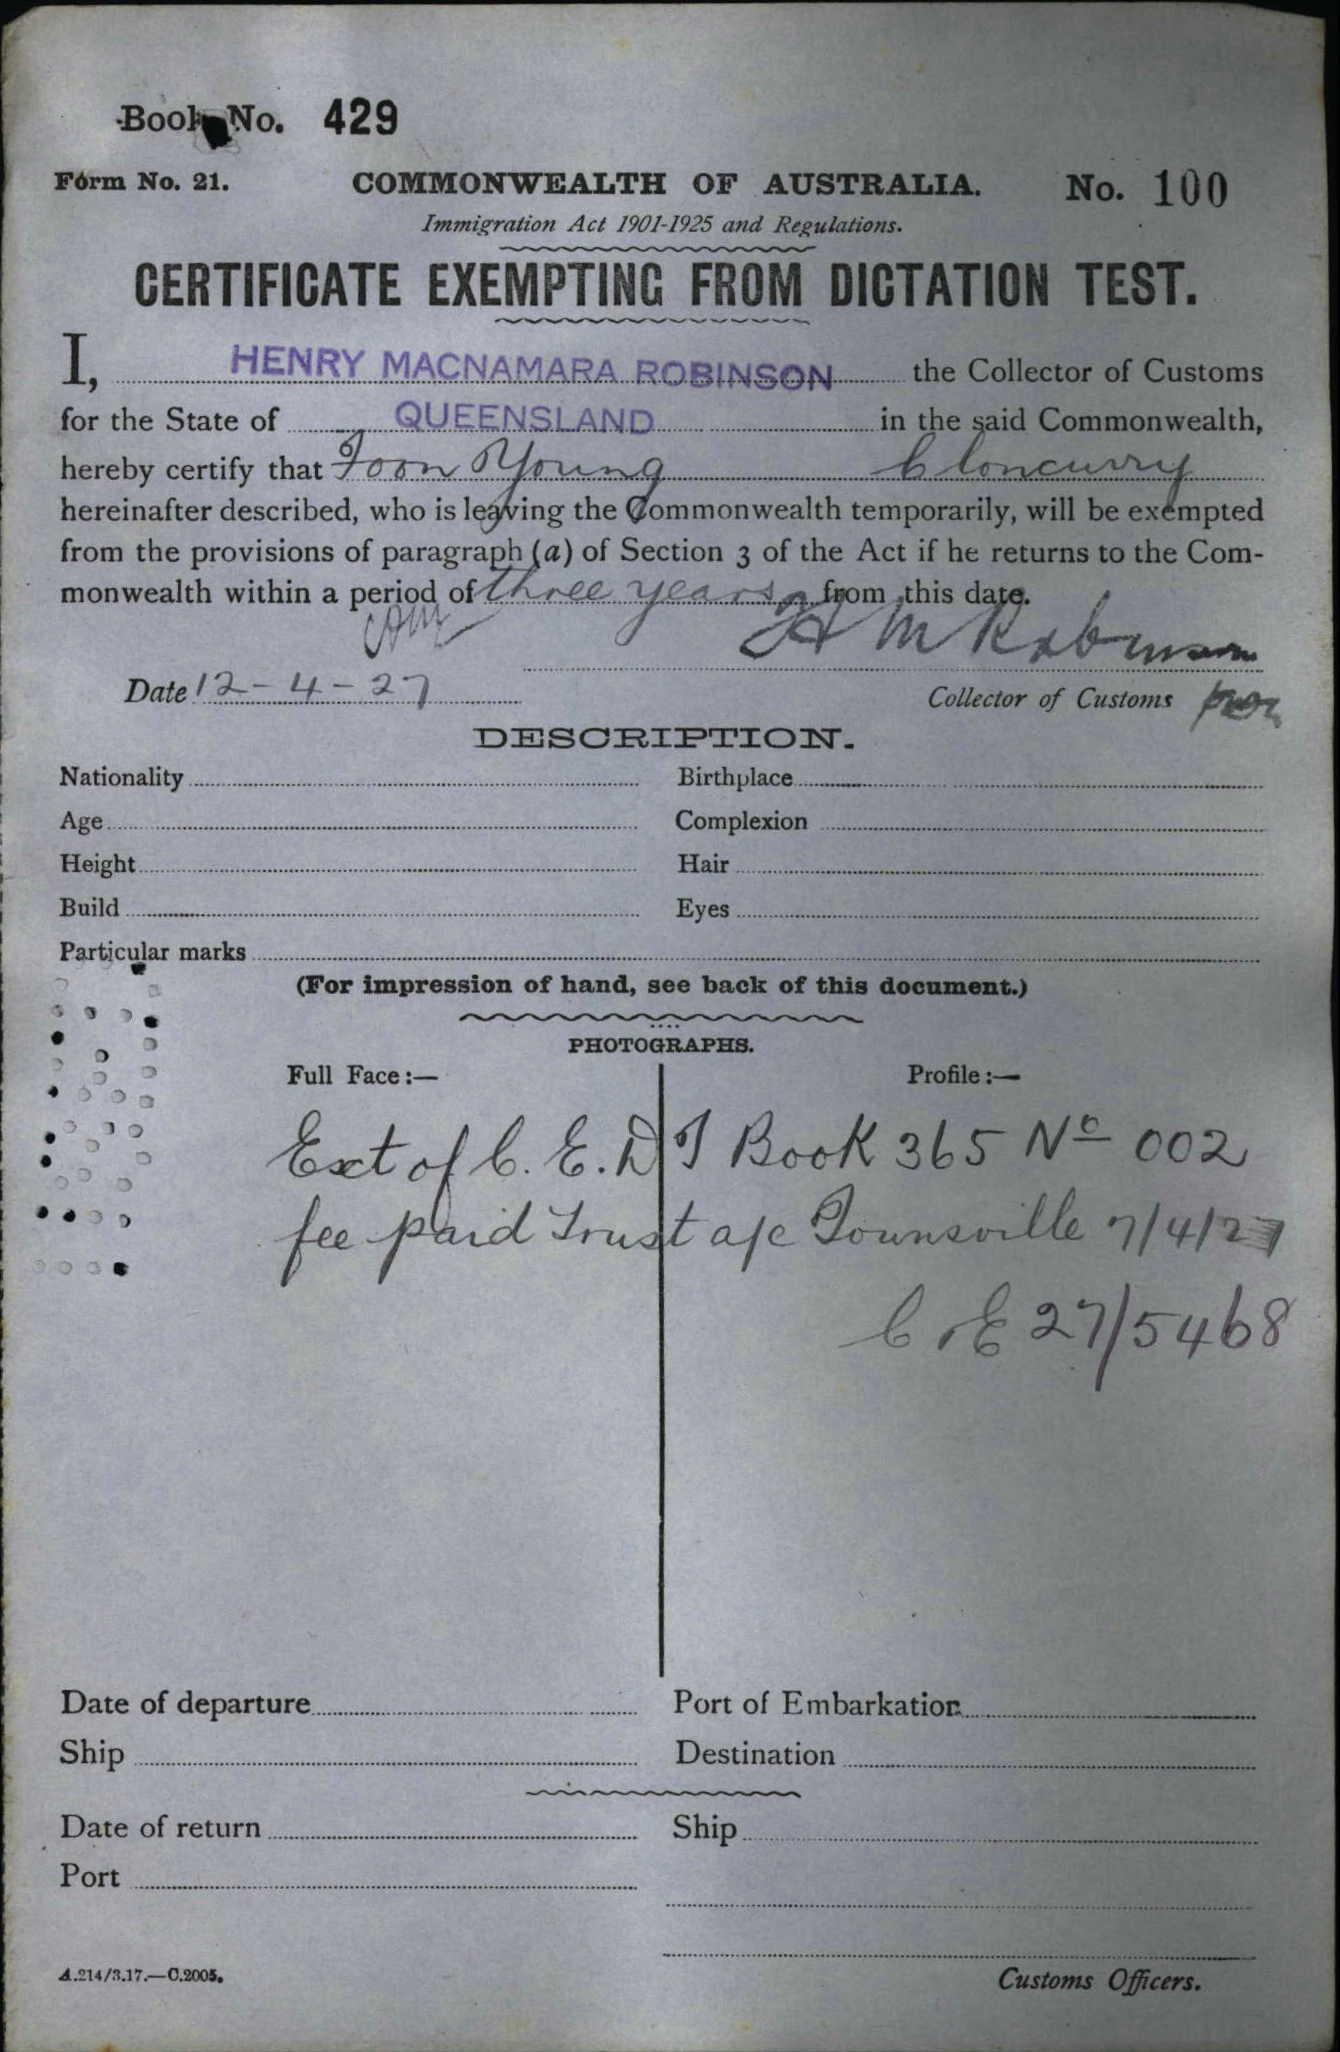 Book No. 429
Form No. 21. COMMONWEALTH OF AUSTRALIA. No. 100
Immigration Act 1901-1925 and Regulations.
CERTIFICATE EXEMPTING FROM DICTATION TEST.
I, HENRY MACNAMARA ROBINSON the Collector of Customs
for the State of QUEENSLAND in the said Commonwealth,
hereby certify that Toon Young Cloncurry
hereinafter described, who is leaving the Commonwealth temporarily, will be exempted
from the provisions of paragraph (a) of Section 3 of the Act if he returns to the Com-
monwealth within a period of three years from this date.
H M Robinson
Date 12-4-27 Collector of Customs
DESCRIPTION.
Nationality Birthplace
Age Complexion
Height Hair
Build Eyes
Particular marks
(For impression of hand, see back of this document.)
PHOTOGRAPHS.
Full Face:— Profile:—
Ext of C. E. D T Book 365 No 002
fee paid Trust a/c Townsville 7/4/27
C & E 27/5468
Date of departure Port of Embarkation
Ship Destination
Date of return Ship
Port
A.214/3.17.—C.2005. Customs Officers.